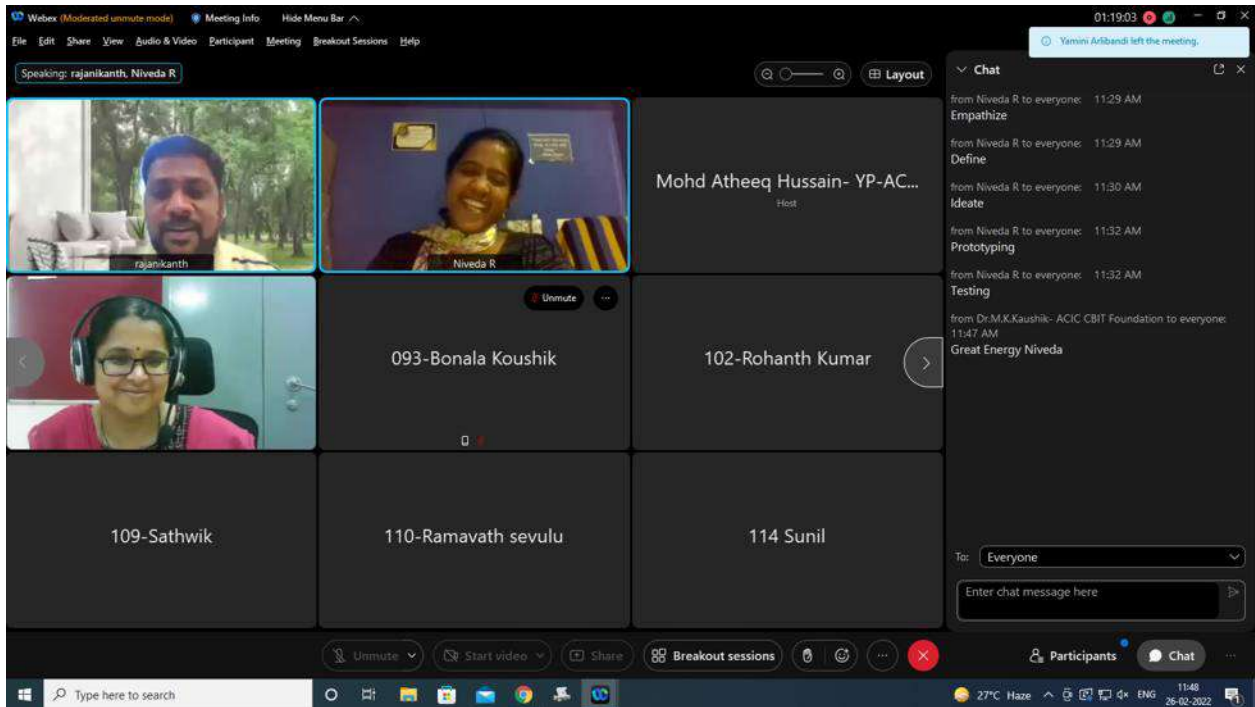 Webex (Moderated unmute mode) Meeting Info Hide Menu Bar
01:19:03
File Edit Share View Audio & Video Participant Meeting Breakout Sessions Help
Yamini Arlibandi left the meeting.
Speaking: rajanikanth, Niveda R
Layout
rajanikanth
Niveda R
Mohd Atheeq Hussain- YP-AC...
Host
Unmute
093-Bonala Koushik
102-Rohanth Kumar
109-Sathwik
110-Ramavath sevulu
114 Sunil
Chat
from Niveda R to everyone: 11:29 AM
Empathize
from Niveda R to everyone: 11:29 AM
Define
from Niveda R to everyone: 11:30 AM
Ideate
from Niveda R to everyone: 11:32 AM
Prototyping
from Niveda R to everyone: 11:32 AM
Testing
from Dr.M.K.Kaushik- ACIC CBIT Foundation to everyone:
11:47 AM
Great Energy Niveda
To: Everyone
Enter chat message here
Unmute Start video Share Breakout sessions Participants Chat
Type here to search
27°C Haze ENG 11:48
26-02-2022